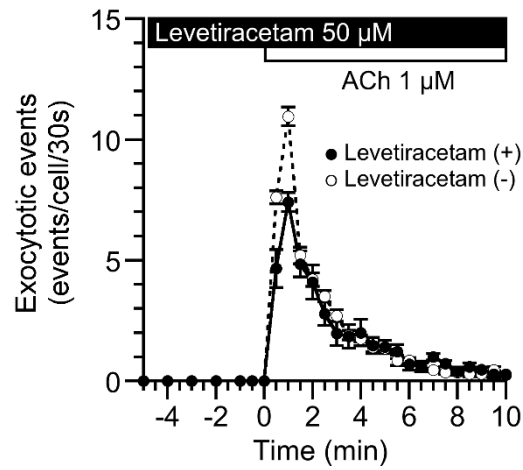 Levetiracetam 50 µM
ACh 1 µM
Levetiracetam (+)
Levetiracetam (-)
Exocytotic events
(events/cell/30s)
15
10
5
0
-4 -2 0 2 4 6 8 10
Time (min)